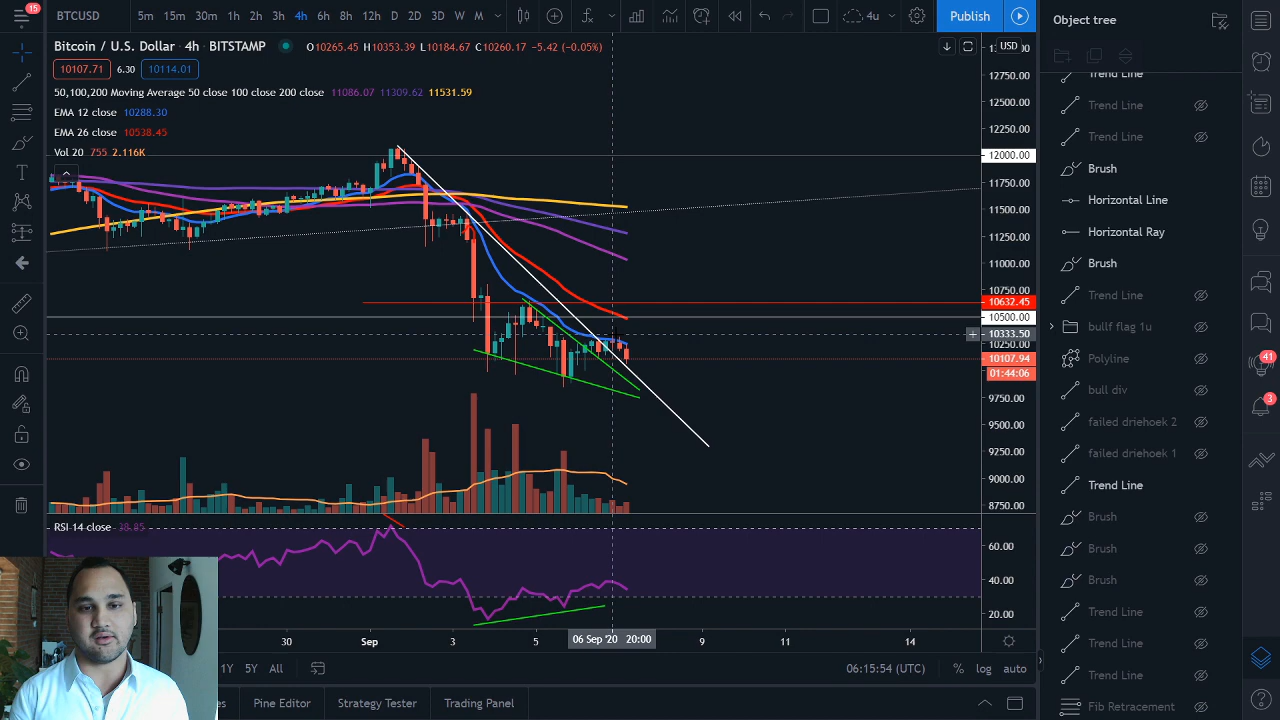 15
BTCUSD 5m 15m 30m 1h 2h 3h 4h 6h 8h 12h D 2D 3D M 4u Publish
Object tree
Bitcoin / U.S. Dollar 4h BITSTAMP O10265.45 H10353.39 L10184.67 C10260.17 -5.42 (-0.05%) USD
10107.71 6.30 10114.01
50,100,200 Moving Average 50 close 100 close 200 close 11086.07 11309.62 11531.59
EMA 12 close 10288.30
EMA 26 close 10538.45
Vol 20 755 2.116K
12750.00
12500.00
12250.00
12000.00
11750.00
11500.00
11250.00
11000.00
10750.00
10632.45
10500.00
10333.50
10250.00
10107.94
01:44:06
9750.00
9500.00
9250.00
9000.00
8750.00
RSI 14 close 38.85
60.00
40.00
20.00
30 Sep 3 5 06 Sep '20 20:00 9 11 14
1Y 5Y All 06:15:54 (UTC) % log auto
Pine Editor Strategy Tester Trading Panel
Trend Line
Trend Line
Trend Line
Brush
Horizontal Line
Horizontal Ray
Brush
Trend Line
bullf flag 1u
Polyline
bull div
failed driehoek 2
failed driehoek 1
Trend Line
Brush
Brush
Brush
Trend Line
Trend Line
Trend Line
Fib Retracement
41
3